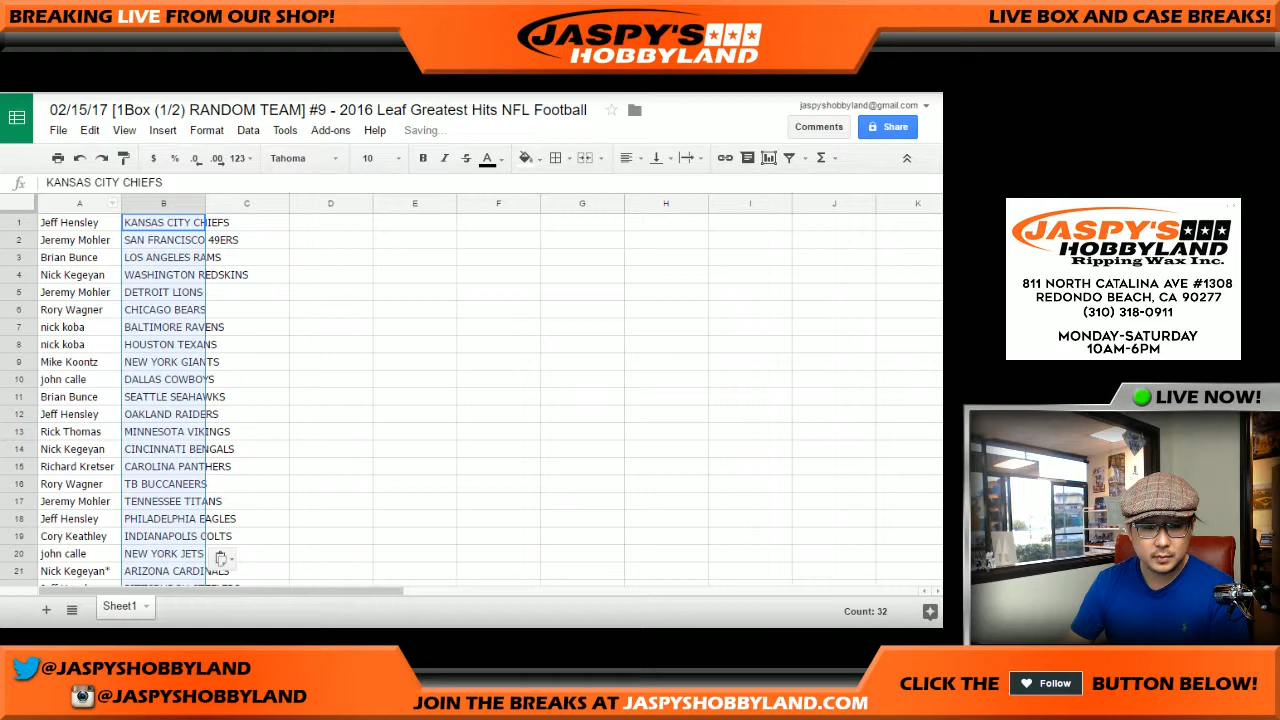 BREAKING LIVE FROM OUR SHOP!
JASPY'S
HOBBYLAND
LIVE BOX AND CASE BREAKS!
02/15/17 [1Box (1/2) RANDOM TEAM] #9 - 2016 Leaf Greatest Hits NFL Football
jaspyshobbyland@gmail.com
File Edit View Insert Format Data Tools Add-ons Help Saving...
Comments Share
$ % .0 .00 123 Tahoma 10 B I S A Σ
fx KANSAS CITY CHIEFS
A B C D E F G H I J K
1 Jeff Hensley KANSAS CITY CHIEFS
2 Jeremy Mohler SAN FRANCISCO 49ERS
3 Brian Bunce LOS ANGELES RAMS
4 Nick Kegeyan WASHINGTON REDSKINS
5 Jeremy Mohler DETROIT LIONS
6 Rory Wagner CHICAGO BEARS
7 nick koba BALTIMORE RAVENS
8 nick koba HOUSTON TEXANS
9 Mike Koontz NEW YORK GIANTS
10 john calle DALLAS COWBOYS
11 Brian Bunce SEATTLE SEAHAWKS
12 Jeff Hensley OAKLAND RAIDERS
13 Rick Thomas MINNESOTA VIKINGS
14 Nick Kegeyan CINCINNATI BENGALS
15 Richard Kretser CAROLINA PANTHERS
16 Rory Wagner TB BUCCANEERS
17 Jeremy Mohler TENNESSEE TITANS
18 Jeff Hensley PHILADELPHIA EAGLES
19 Cory Keathley INDIANAPOLIS COLTS
20 john calle NEW YORK JETS
21 Nick Kegeyan* ARIZONA CARDINALS
Sheet1
Count: 32
JASPY'S
HOBBYLAND
Ripping Wax Inc.
811 NORTH CATALINA AVE #1308
REDONDO BEACH, CA 90277
(310) 318-0911
MONDAY-SATURDAY
10AM-6PM
LIVE NOW!
@JASPYSHOBBYLAND
@JASPYSHOBBYLAND
JOIN THE BREAKS AT JASPYSHOBBYLAND.COM
CLICK THE Follow BUTTON BELOW!